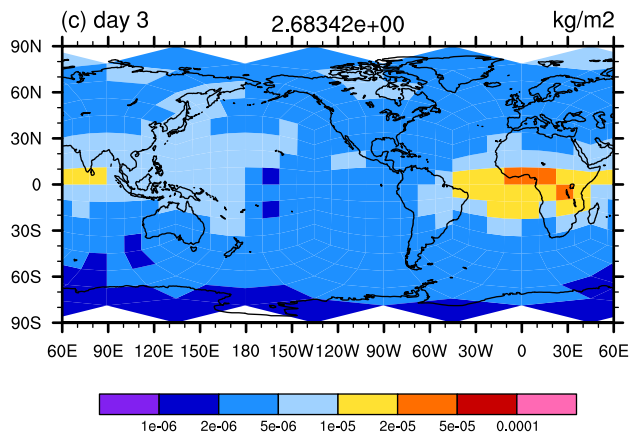 (c) day 3 2.68342e+00 kg/m2
90N
60N
30N
0
30S
60S
90S
60E 90E 120E 150E 180 150W 120W 90W 60W 30W 0 30E 60E
1e-06 2e-06 5e-06 1e-05 2e-05 5e-05 0.0001